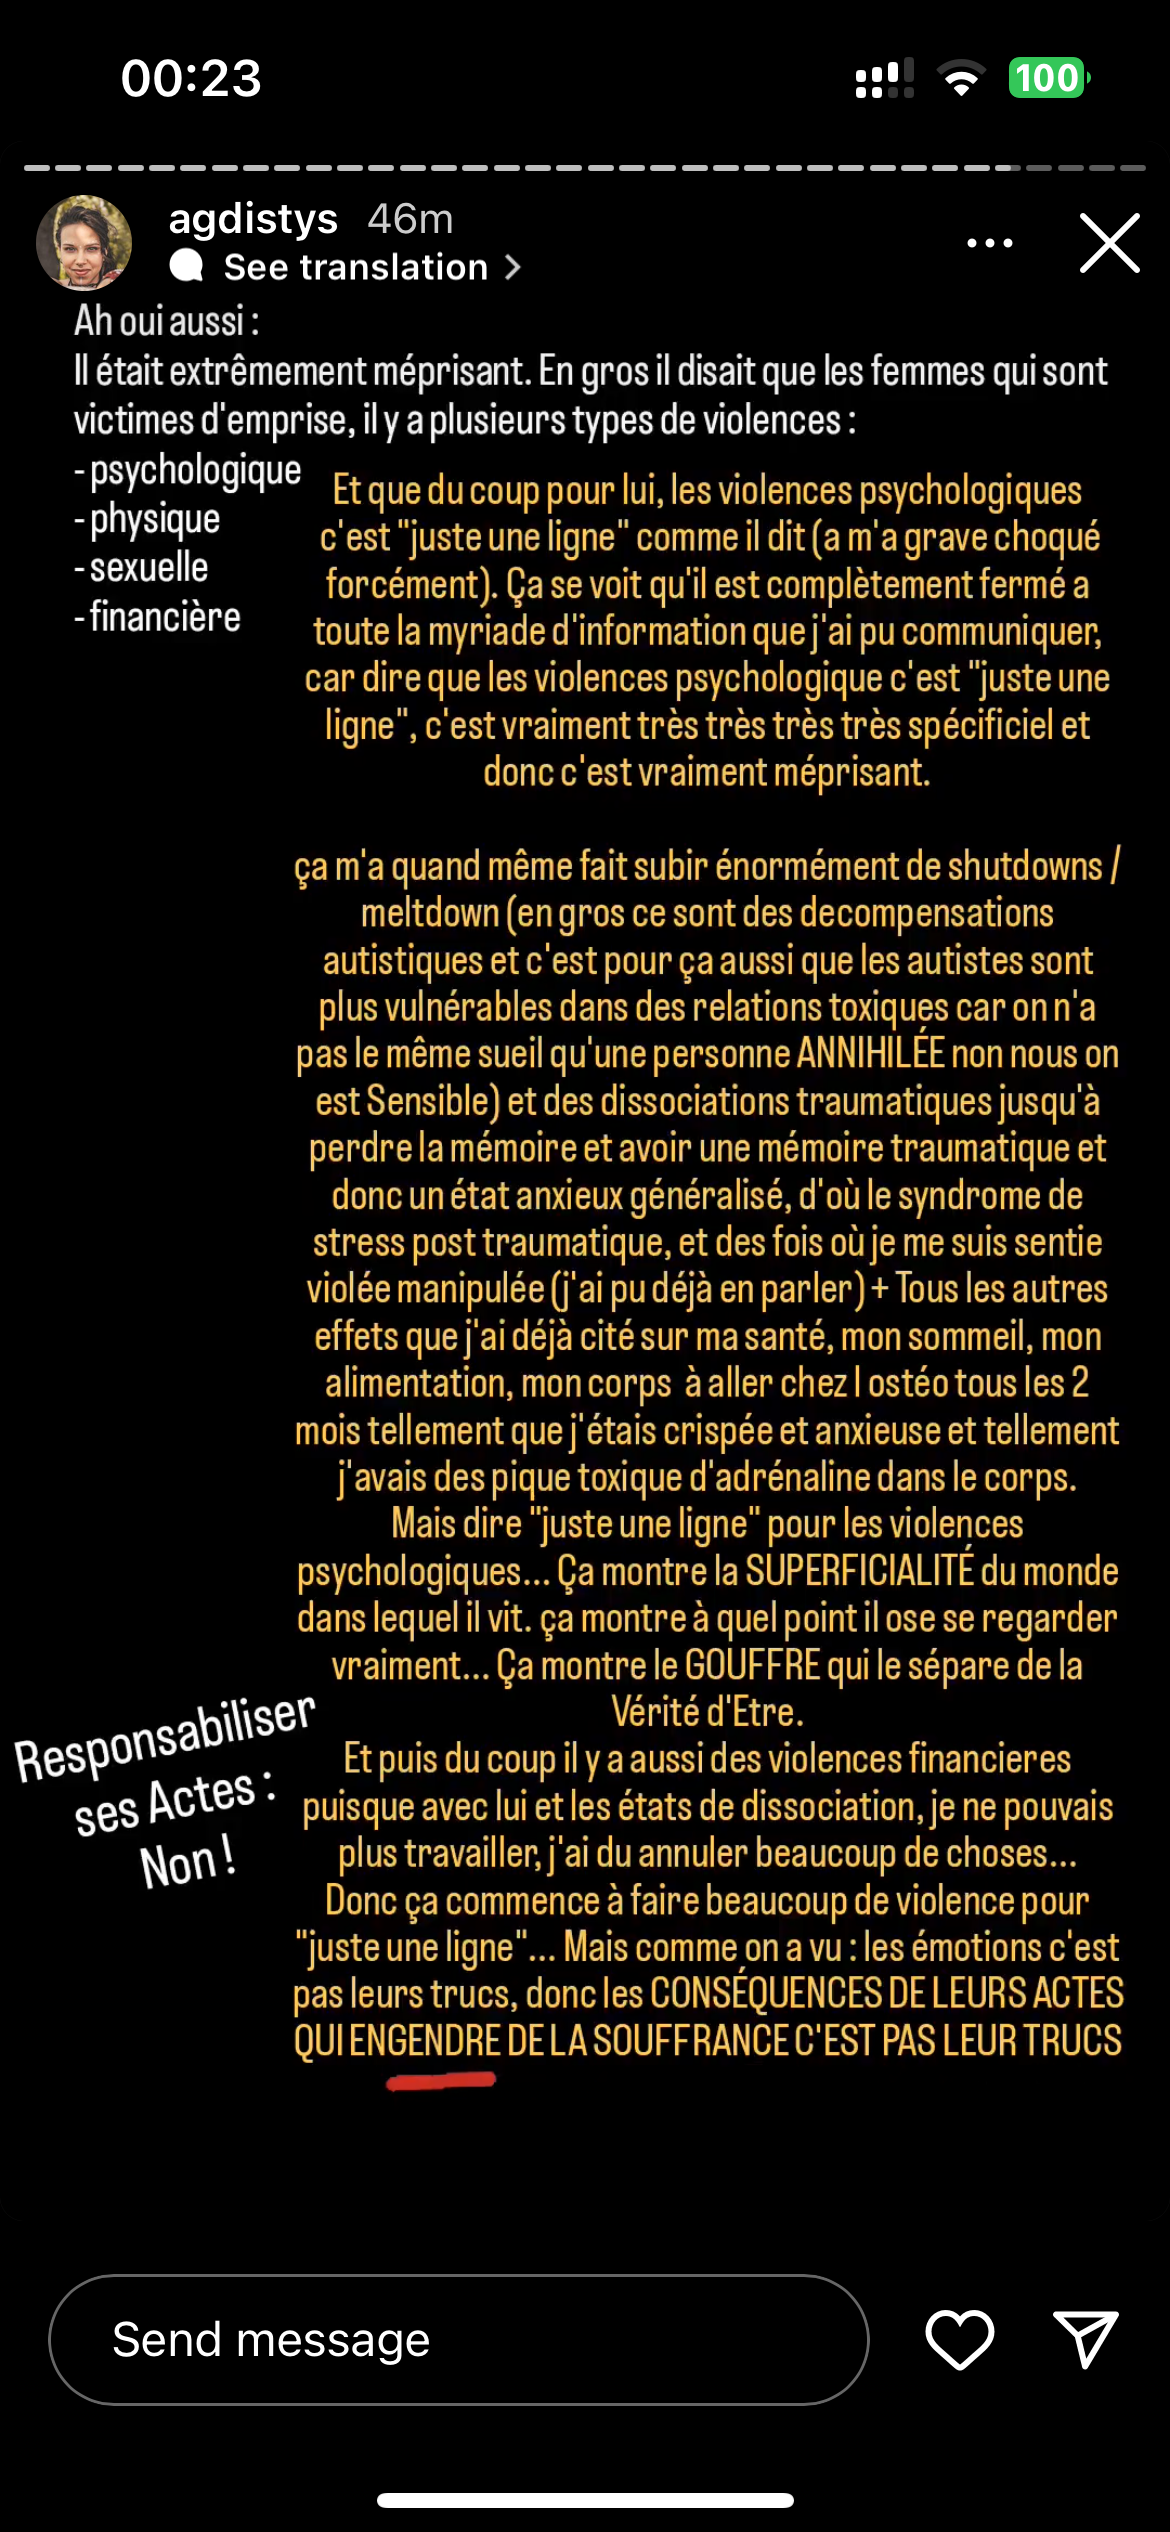 00:23
100
agdistys 46m
See translation >
Ah oui aussi :
Il était extrêmement méprisant. En gros il disait que les femmes qui sont
victimes d'emprise, il y a plusieurs types de violences :
- psychologique
- physique
- sexuelle
- financière
Et que du coup pour lui, les violences psychologiques
c'est "juste une ligne" comme il dit (a m'a grave choqué
forcément). Ça se voit qu'il est complètement fermé a
toute la myriade d'information que j'ai pu communiquer,
car dire que les violences psychologique c'est "juste une
ligne", c'est vraiment très très très très spécificiel et
donc c'est vraiment méprisant.
ça m'a quand même fait subir énormément de shutdowns /
meltdown (en gros ce sont des decompensations
autistiques et c'est pour ça aussi que les autistes sont
plus vulnérables dans des relations toxiques car on n'a
pas le même sueil qu'une personne ANNIHILÉE non nous on
est Sensible) et des dissociations traumatiques jusqu'à
perdre la mémoire et avoir une mémoire traumatique et
donc un état anxieux généralisé, d'où le syndrome de
stress post traumatique, et des fois où je me suis sentie
violée manipulée (j'ai pu déjà en parler) + Tous les autres
effets que j'ai déjà cité sur ma santé, mon sommeil, mon
alimentation, mon corps à aller chez l ostéo tous les 2
mois tellement que j'étais crispée et anxieuse et tellement
j'avais des pique toxique d'adrénaline dans le corps.
Mais dire "juste une ligne" pour les violences
psychologiques... Ça montre la SUPERFICIALITÉ du monde
dans lequel il vit. ça montre à quel point il ose se regarder
vraiment... Ça montre le GOUFFRE qui le sépare de la
Vérité d'Etre.
Et puis du coup il y a aussi des violences financieres
puisque avec lui et les états de dissociation, je ne pouvais
plus travailler, j'ai du annuler beaucoup de choses...
Donc ça commence à faire beaucoup de violence pour
"juste une ligne"... Mais comme on a vu : les émotions c'est
pas leurs trucs, donc les CONSÉQUENCES DE LEURS ACTES
QUI ENGENDRE DE LA SOUFFRANCE C'EST PAS LEUR TRUCS
Responsabiliser
ses Actes :
Non !
Send message